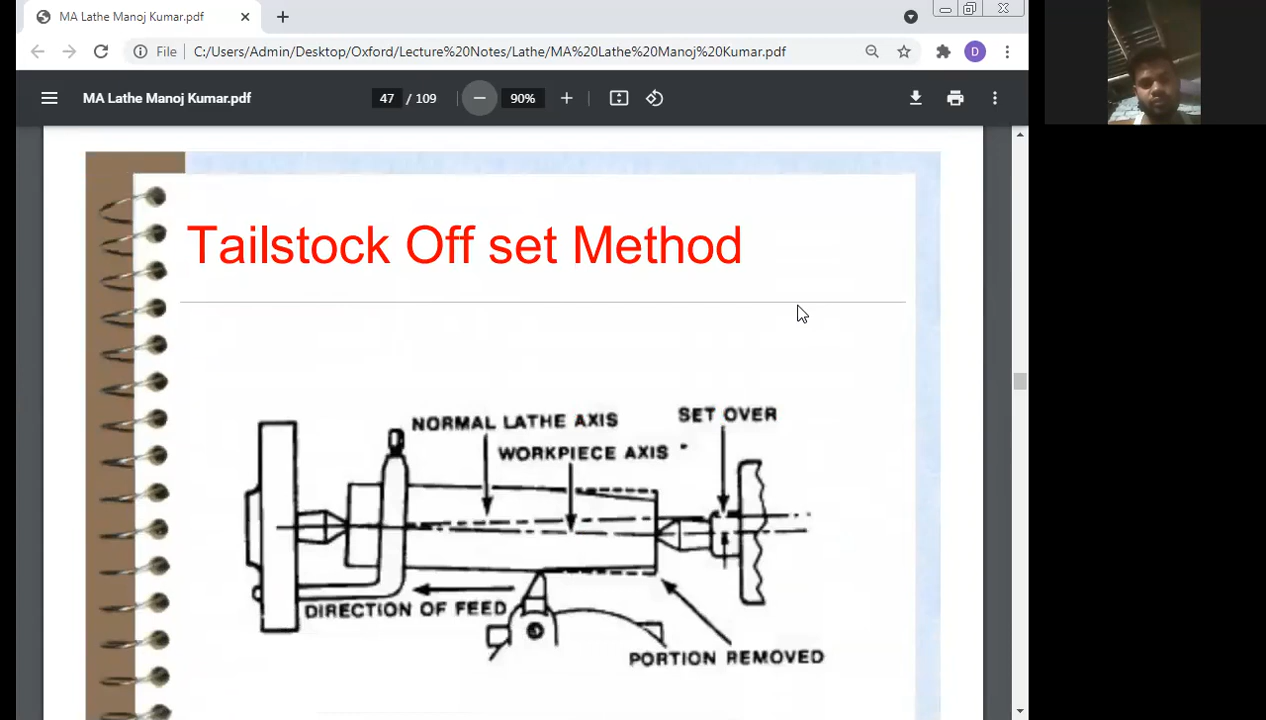 MA Lathe Manoj Kumar.pdf
File C:/Users/Admin/Desktop/Oxford/Lecture%20Notes/Lathe/MA%20Lathe%20Manoj%20Kumar.pdf
D
MA Lathe Manoj Kumar.pdf
47 / 109
90%
Tailstock Off set Method
SET OVER
NORMAL LATHE AXIS
WORKPIECE AXIS
DIRECTION OF FEED
PORTION REMOVED